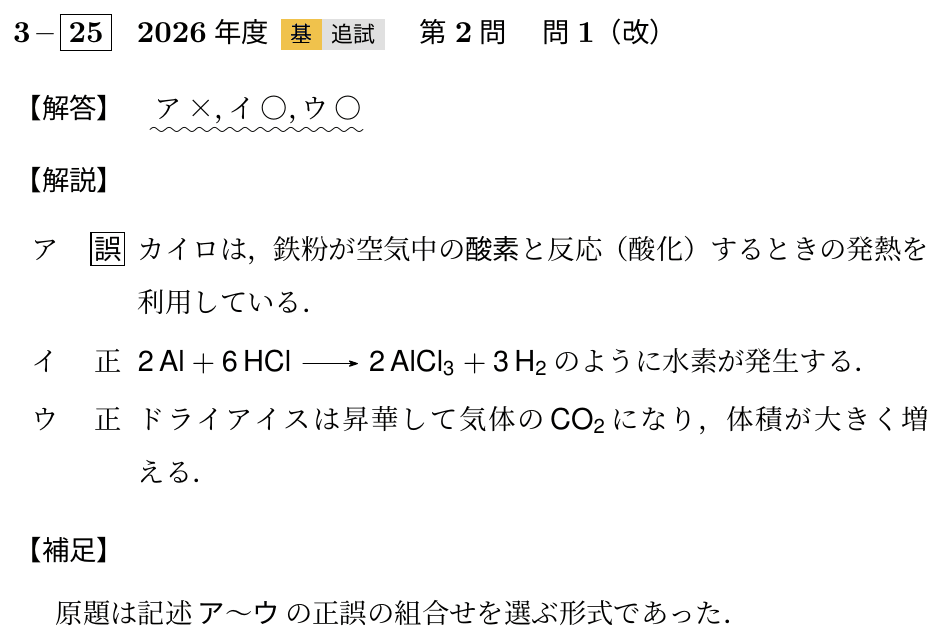 3－25 2026 年度 基 追試 第 2 問 問 1（改）
【解答】 ア ×, イ ○, ウ ○
【解説】
ア 誤 カイロは，鉄粉が空気中の酸素と反応（酸化）するときの発熱を
利用している．
イ 正 2 Al + 6 HCl ⟶ 2 AlCl₃ + 3 H₂ のように水素が発生する．
ウ 正 ドライアイスは昇華して気体の CO₂ になり，体積が大きく増
える．
【補足】
原題は記述 ア～ウ の正誤の組合せを選ぶ形式であった．